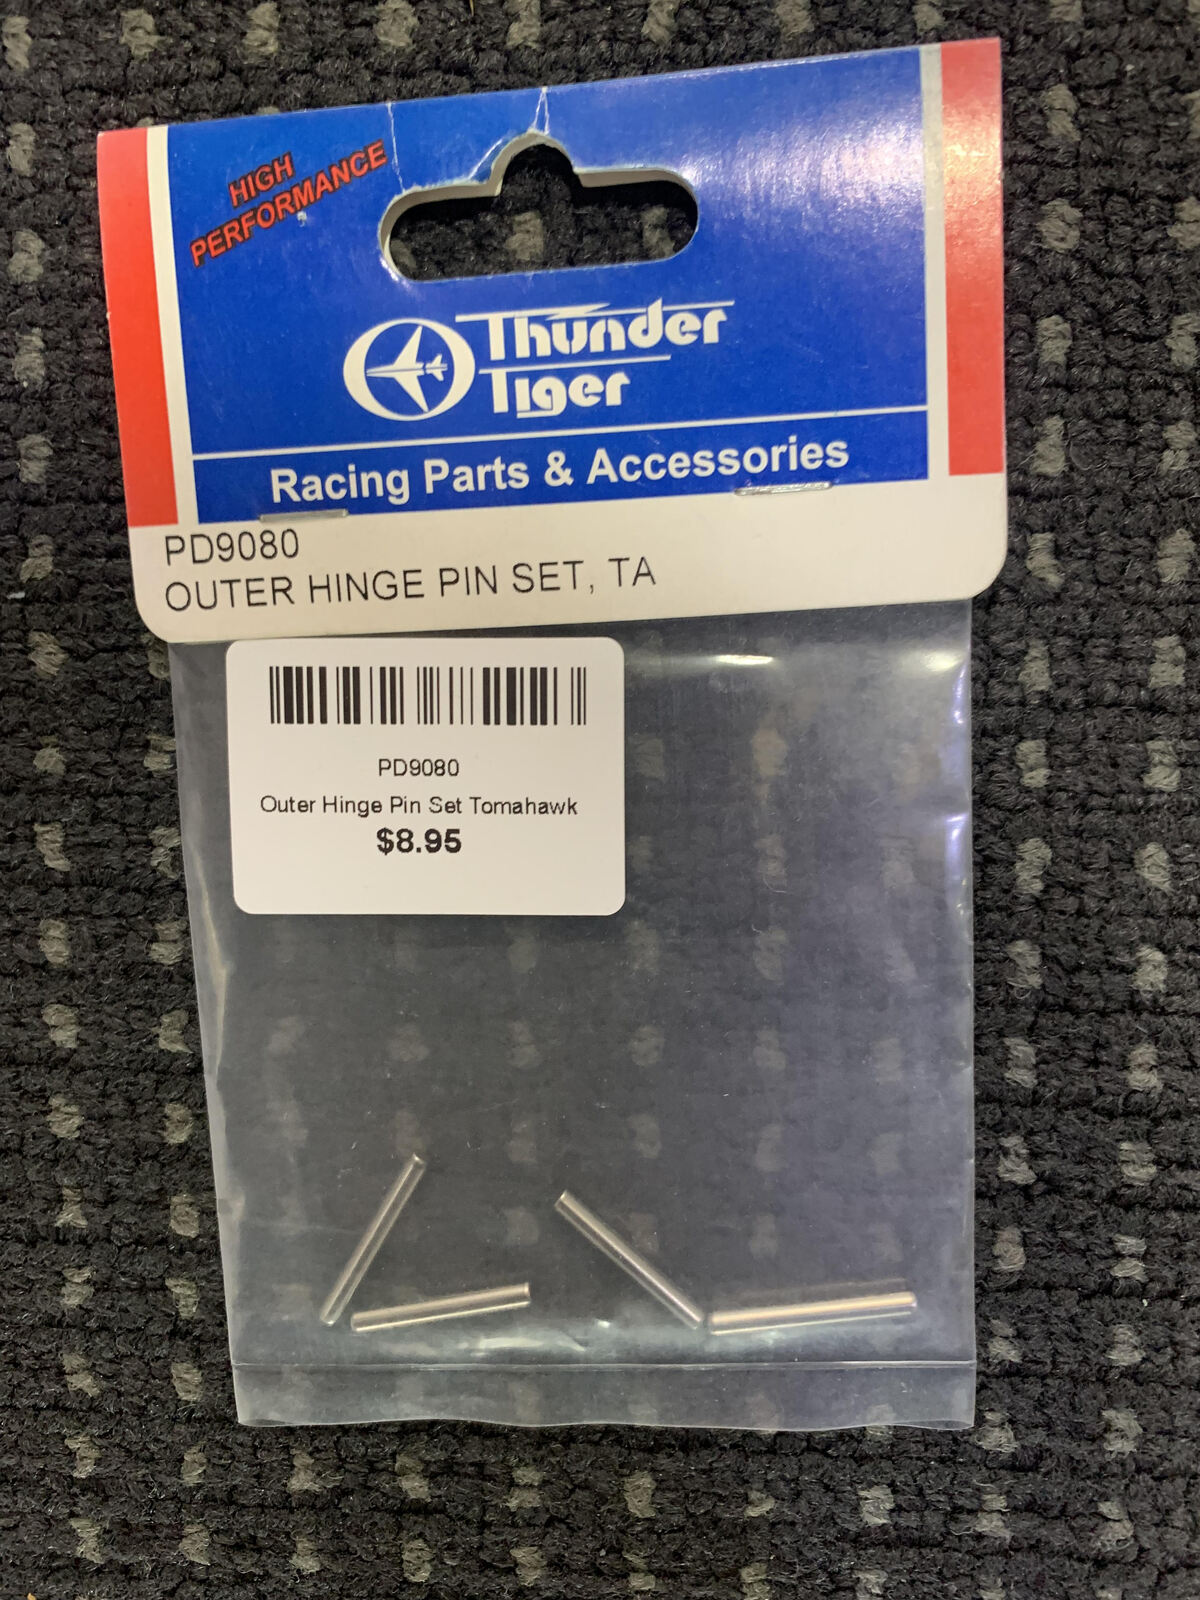 HIGH
PERFORMANCE
Thunder
Tiger
Racing Parts & Accessories
PD9080
OUTER HINGE PIN SET, TA
PD9080
Outer Hinge Pin Set Tomahawk
$8.95